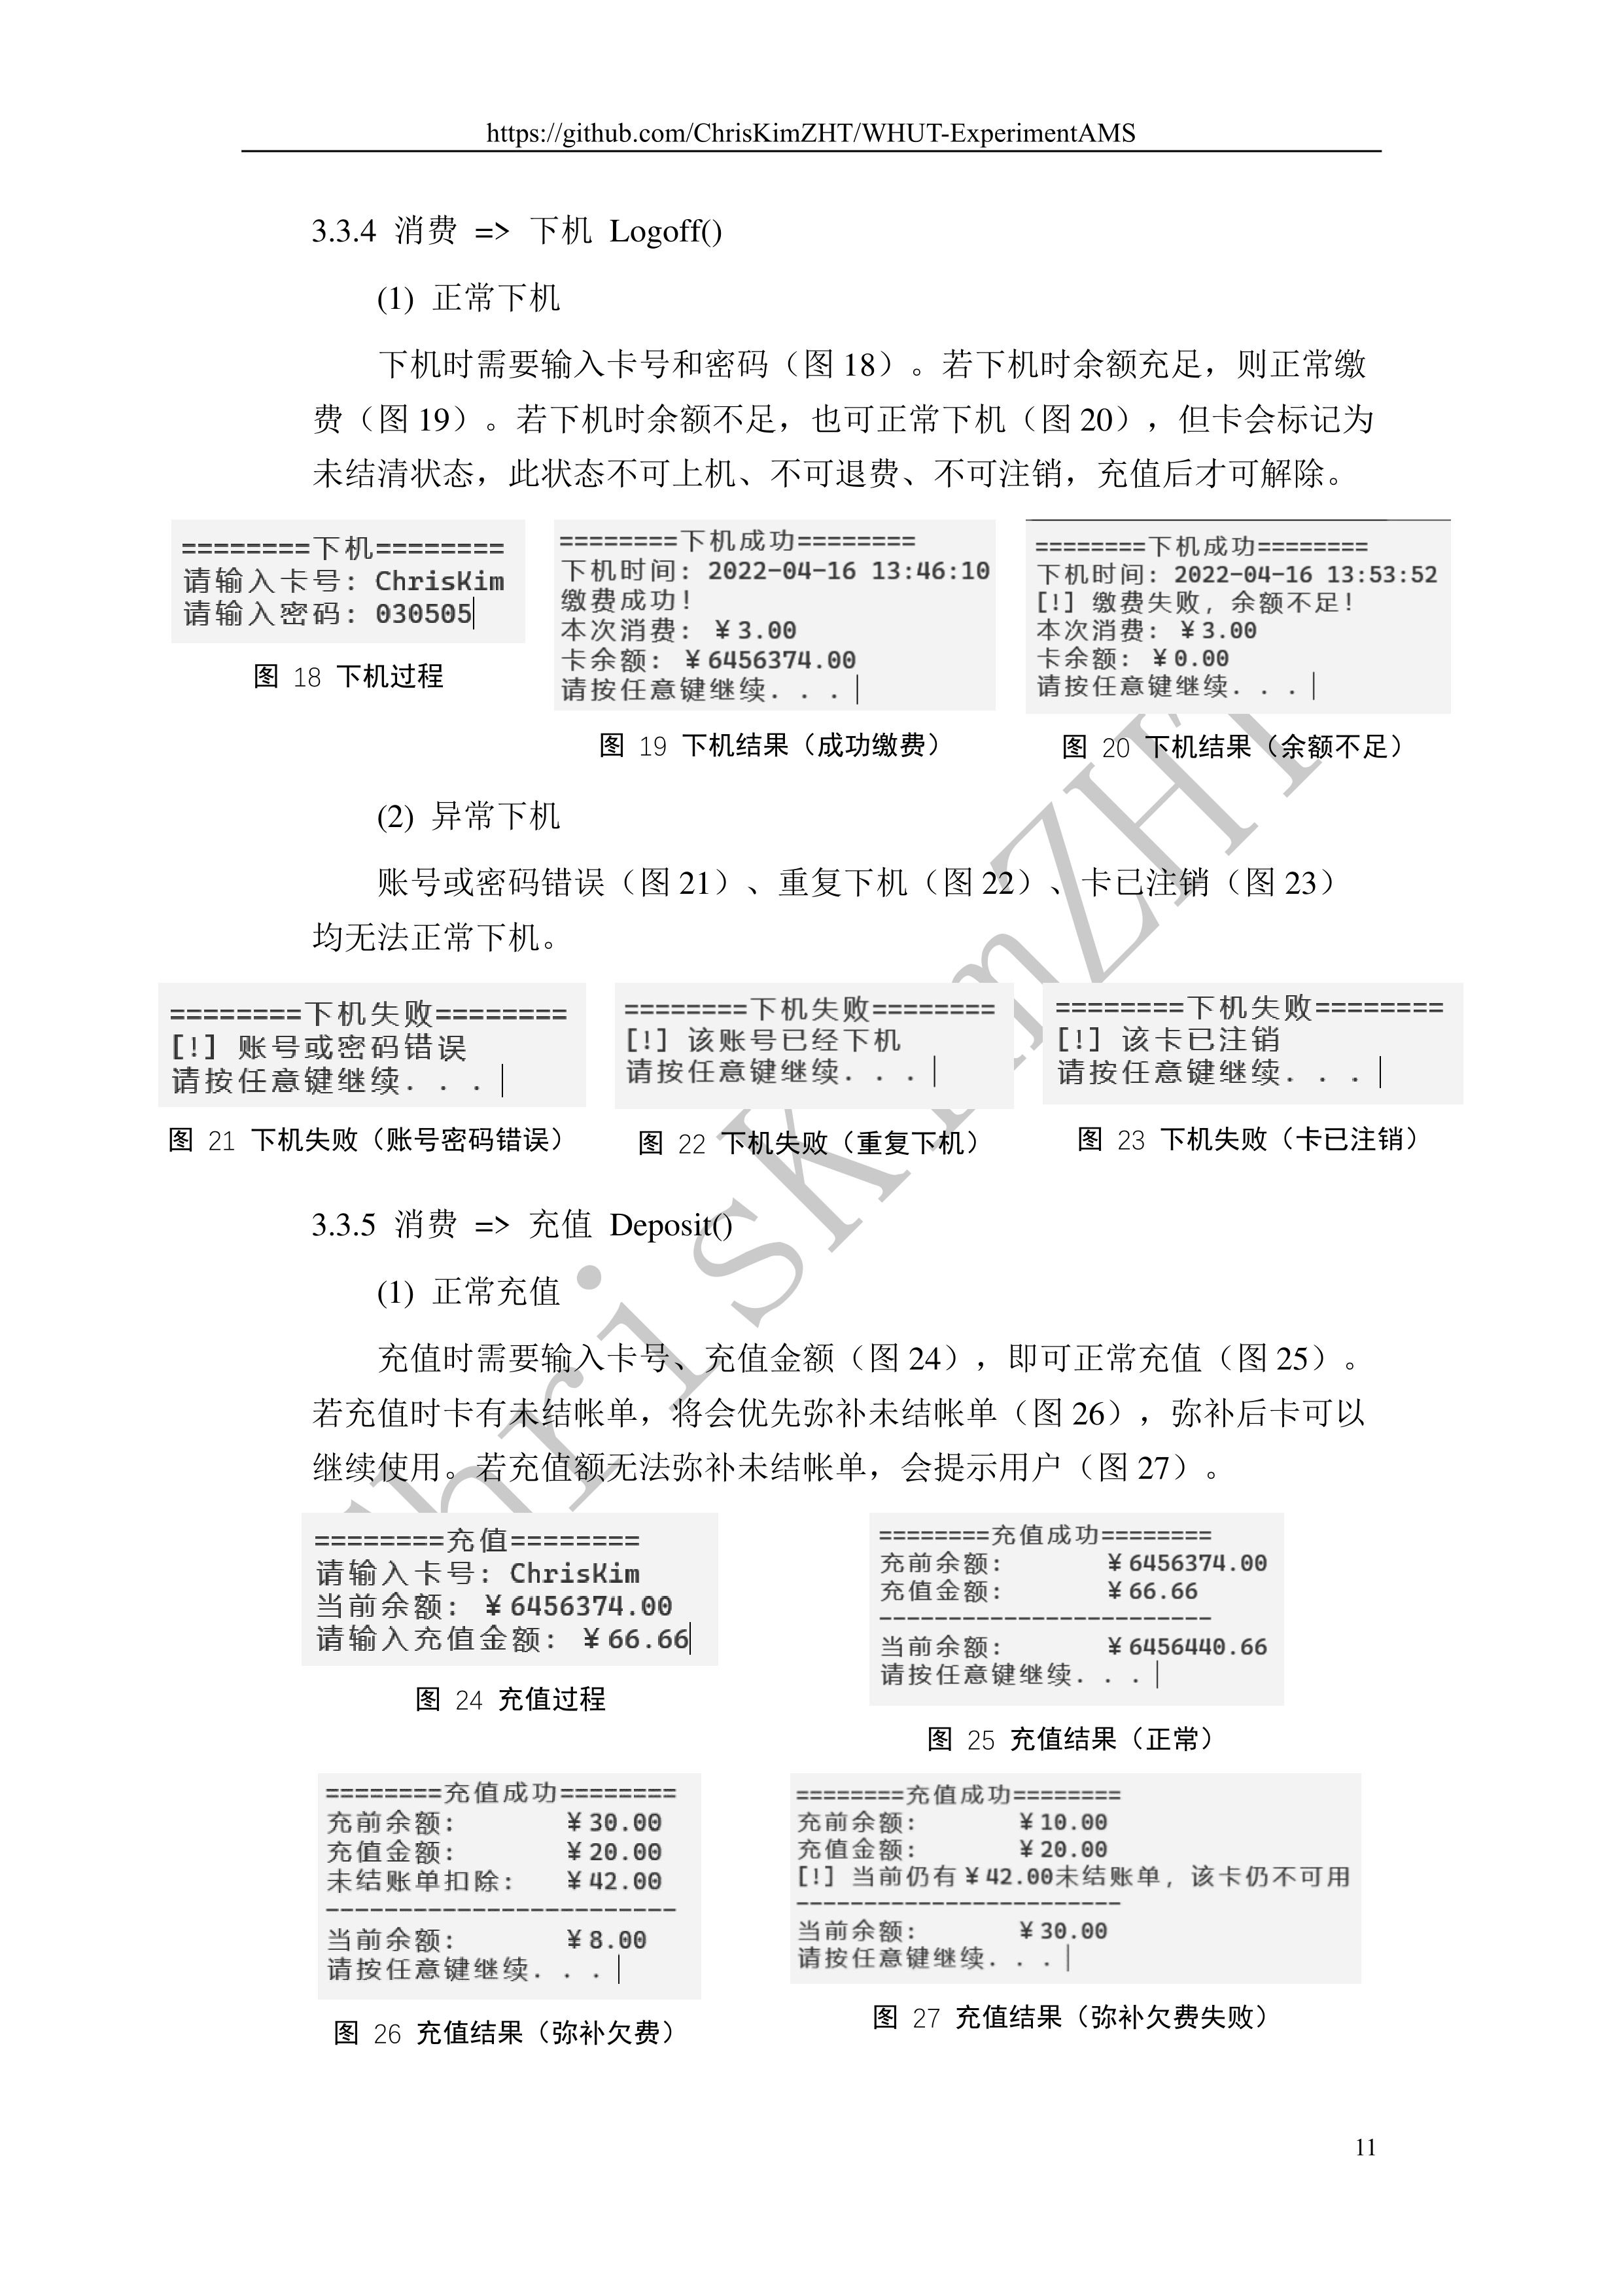 https://github.com/ChrisKimZHT/WHUT-ExperimentAMS
3.3.4 消费 => 下机 Logoff()
(1) 正常下机
下机时需要输入卡号和密码（图 18）。若下机时余额充足，则正常缴
费（图 19）。若下机时余额不足，也可正常下机（图 20），但卡会标记为
未结清状态，此状态不可上机、不可退费、不可注销，充值后才可解除。
========下机========
请输入卡号: ChrisKim
请输入密码: 030505
图 18 下机过程
========下机成功========
下机时间: 2022-04-16 13:46:10
缴费成功!
本次消费: ￥3.00
卡余额: ￥6456374.00
请按任意键继续. . .
图 19 下机结果（成功缴费）
========下机成功========
下机时间: 2022-04-16 13:53:52
[!] 缴费失败, 余额不足!
本次消费: ￥3.00
卡余额: ￥0.00
请按任意键继续. . .
图 20 下机结果（余额不足）
(2) 异常下机
账号或密码错误（图 21）、重复下机（图 22）、卡已注销（图 23）
均无法正常下机。
========下机失败========
[!] 账号或密码错误
请按任意键继续. . .
图 21 下机失败（账号密码错误）
========下机失败========
[!] 该账号已经下机
请按任意键继续. . .
图 22 下机失败（重复下机）
========下机失败========
[!] 该卡已注销
请按任意键继续. . .
图 23 下机失败（卡已注销）
3.3.5 消费 => 充值 Deposit()
(1) 正常充值
充值时需要输入卡号、充值金额（图 24），即可正常充值（图 25）。
若充值时卡有未结帐单，将会优先弥补未结帐单（图 26），弥补后卡可以
继续使用。若充值额无法弥补未结帐单，会提示用户（图 27）。
========充值========
请输入卡号: ChrisKim
当前余额: ￥6456374.00
请输入充值金额: ￥66.66
图 24 充值过程
========充值成功========
充前余额: ￥6456374.00
充值金额: ￥66.66
------------------------
当前余额: ￥6456440.66
请按任意键继续. . .
图 25 充值结果（正常）
========充值成功========
充前余额: ￥30.00
充值金额: ￥20.00
未结账单扣除: ￥42.00
------------------------
当前余额: ￥8.00
请按任意键继续. . .
图 26 充值结果（弥补欠费）
========充值成功========
充前余额: ￥10.00
充值金额: ￥20.00
[!] 当前仍有￥42.00未结账单, 该卡仍不可用
------------------------
当前余额: ￥30.00
请按任意键继续. . .
图 27 充值结果（弥补欠费失败）
ChrisKimZHT
11